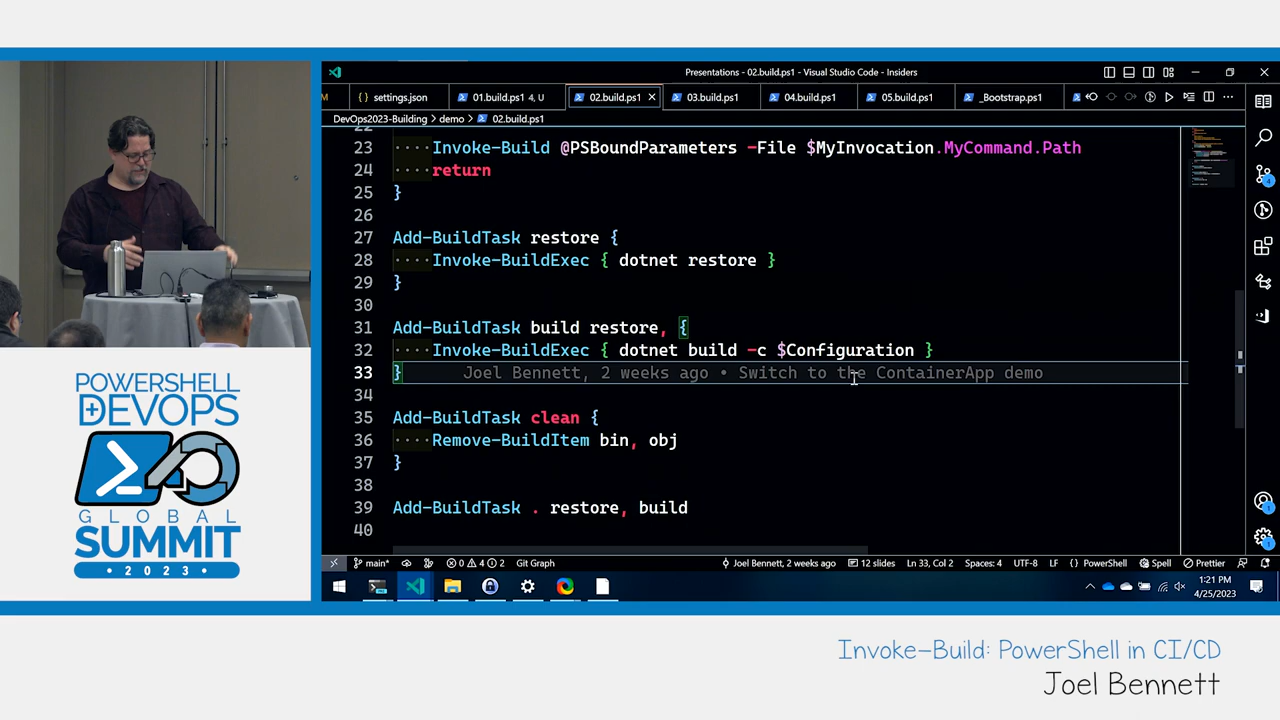 Presentations - 02.build.ps1 - Visual Studio Code - Insiders
M settings.json 01.build.ps1 4, U 02.build.ps1 03.build.ps1 04.build.ps1 05.build.ps1 _Bootstrap.ps1
DevOps2023-Building > demo > 02.build.ps1
22
23 ····Invoke-Build @PSBoundParameters -File $MyInvocation.MyCommand.Path
24 ····return
25 }
26
27 Add-BuildTask restore {
28 ····Invoke-BuildExec { dotnet restore }
29 }
30
31 Add-BuildTask build restore, {
32 ····Invoke-BuildExec { dotnet build -c $Configuration }
33 } Joel Bennett, 2 weeks ago • Switch to the ContainerApp demo
34
35 Add-BuildTask clean {
36 ····Remove-BuildItem bin, obj
37 }
38
39 Add-BuildTask . restore, build
40
main* 0 4 2 Git Graph Joel Bennett, 2 weeks ago 12 slides Ln 33, Col 2 Spaces: 4 UTF-8 LF {} PowerShell Spell Prettier
1:21 PM
4/25/2023
POWERSHELL
+DEVOPS
GLOBAL
SUMMIT
• 2023 •
Invoke-Build: PowerShell in CI/CD
Joel Bennett